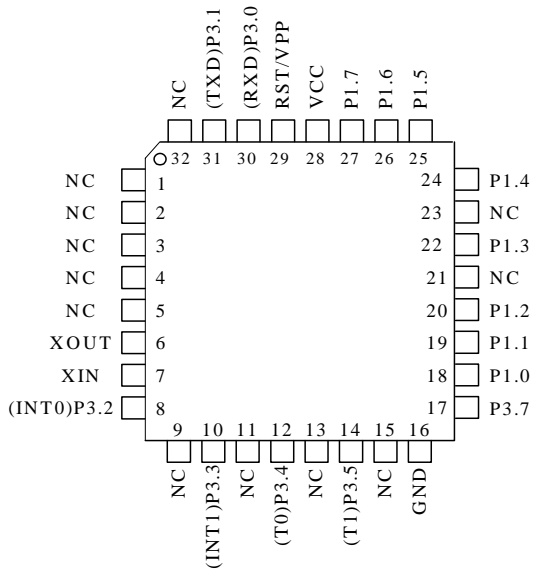 NC
(TXD)P3.1
(RXD)P3.0
RST/VPP
VCC
P1.7
P1.6
P1.5
32 31 30 29 28 27 26 25
NC 1 24 P1.4
NC 2 23 NC
NC 3 22 P1.3
NC 4 21 NC
NC 5 20 P1.2
XOUT 6 19 P1.1
XIN 7 18 P1.0
(INT0)P3.2 8 17 P3.7
9 10 11 12 13 14 15 16
NC
(INT1)P3.3
NC
(T0)P3.4
NC
(T1)P3.5
NC
GND